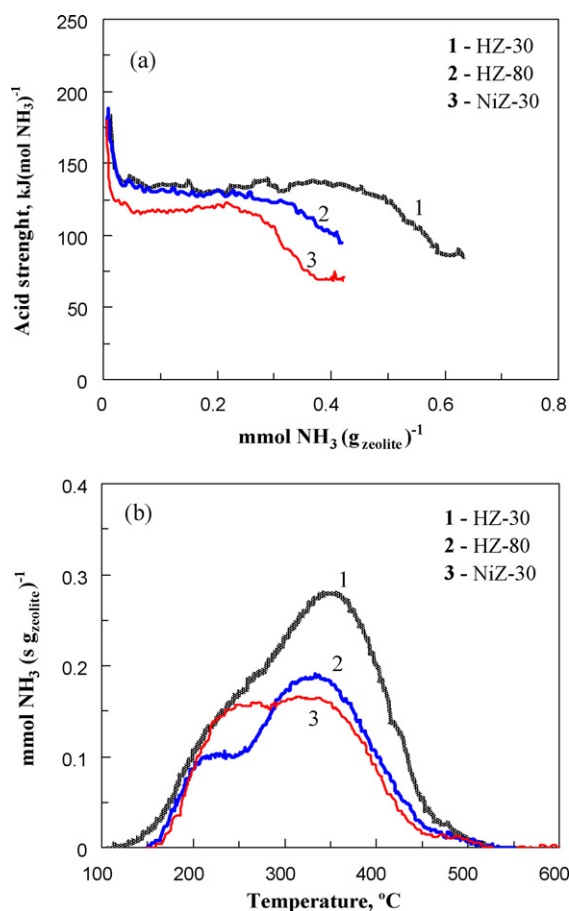 250
(a)
1 - HZ-30
2 - HZ-80
3 - NiZ-30
200
150
100
50
0
1
2
3
Acid strenght, kJ(mol NH3)-1
0 0.2 0.4 0.6 0.8
mmol NH3 (gzeolite)-1
0.4
(b)
1 - HZ-30
2 - HZ-80
3 - NiZ-30
0.3
0.2
0.1
0
1
2
3
mmol NH3 (s gzeolite)-1
100 200 300 400 500 600
Temperature, ºC